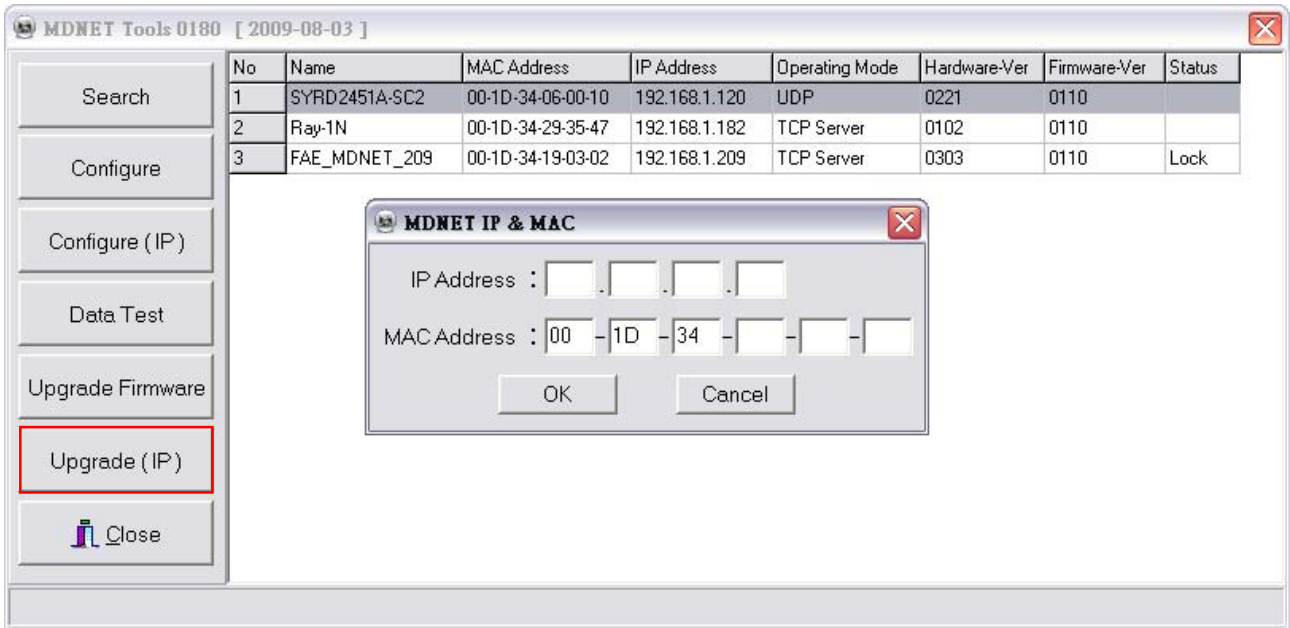 MDNET Tools 0180 [ 2009-08-03 ]
Search
Configure
Configure ( IP )
Data Test
Upgrade Firmware
Upgrade ( IP )
Close
No Name MAC Address IP Address Operating Mode Hardware-Ver Firmware-Ver Status
1 SYRD2451A-SC2 00-1D-34-06-00-10 192.168.1.120 UDP 0221 0110
2 Ray-1N 00-1D-34-29-35-47 192.168.1.182 TCP Server 0102 0110
3 FAE_MDNET_209 00-1D-34-19-03-02 192.168.1.209 TCP Server 0303 0110 Lock
MDNET IP & MAC
IP Address : . . .
MAC Address : 00 - 1D - 34 - - -
OK Cancel